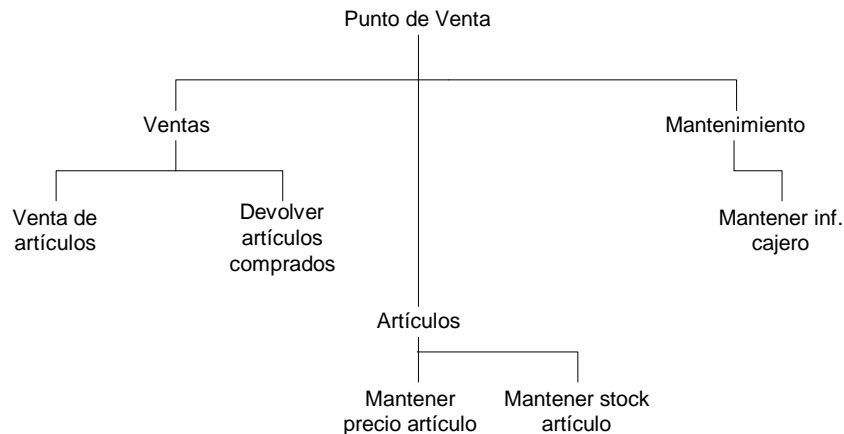 Punto de Venta
Ventas
Mantenimiento
Venta de
artículos
Devolver
artículos
comprados
Mantener inf.
cajero
Artículos
Mantener
precio artículo
Mantener stock
artículo